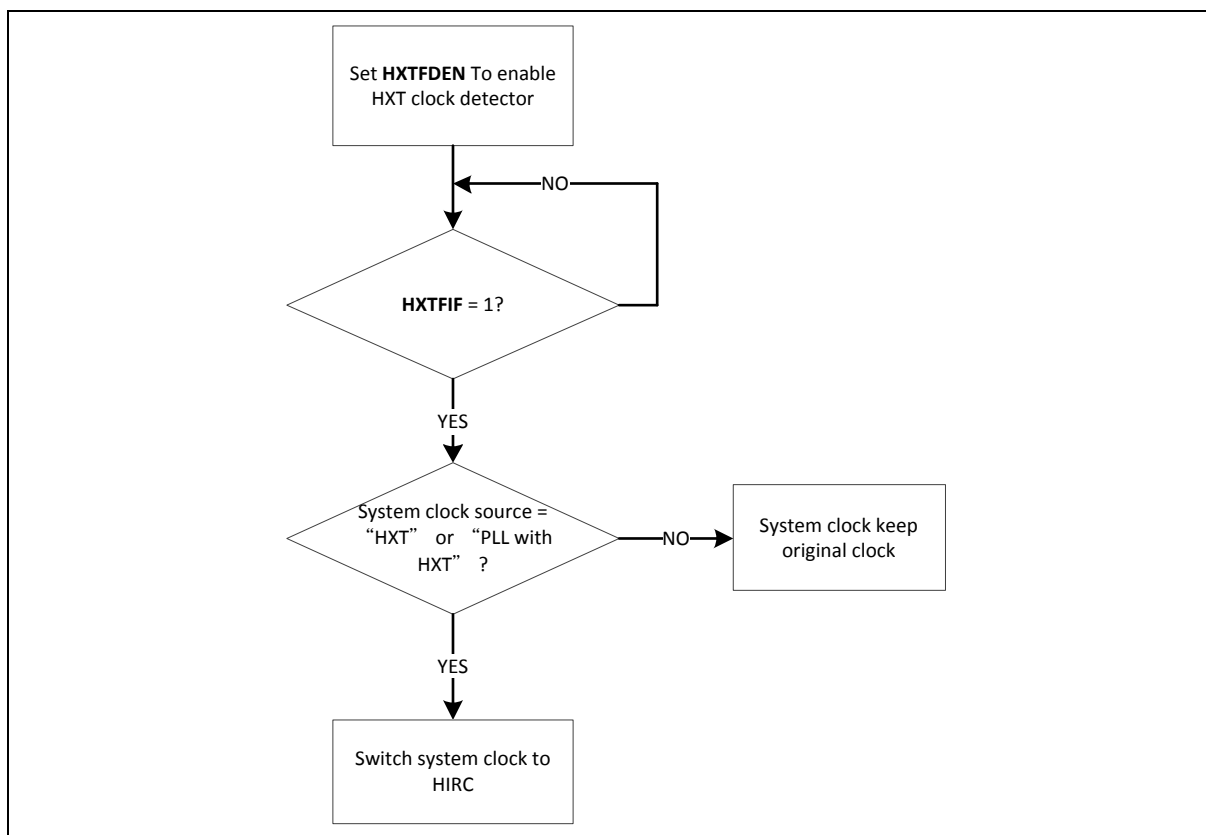 Set HXTFDEN To enable
HXT clock detector
NO
HXTFIF = 1?
YES
System clock source =
“HXT” or “PLL with
HXT” ?
NO
System clock keep
original clock
YES
Switch system clock to
HIRC